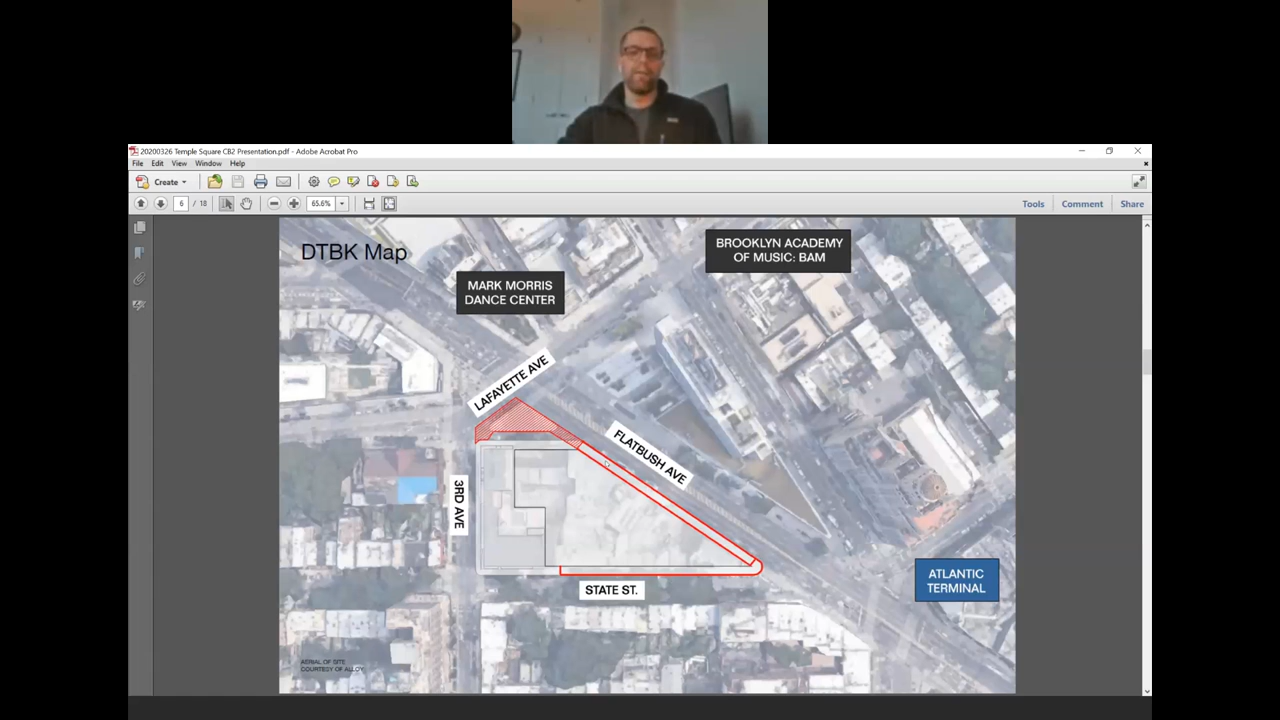 20200326 Temple Square CB2 Presentation.pdf - Adobe Acrobat Pro
File Edit View Window Help
Create
6 / 18
65.6%
Tools Comment Share
DTBK Map
BROOKLYN ACADEMY
OF MUSIC: BAM
MARK MORRIS
DANCE CENTER
LAFAYETTE AVE
FLATBUSH AVE
3RD AVE
ATLANTIC
TERMINAL
STATE ST.
AERIAL OF SITE
COURTESY OF ALLOY